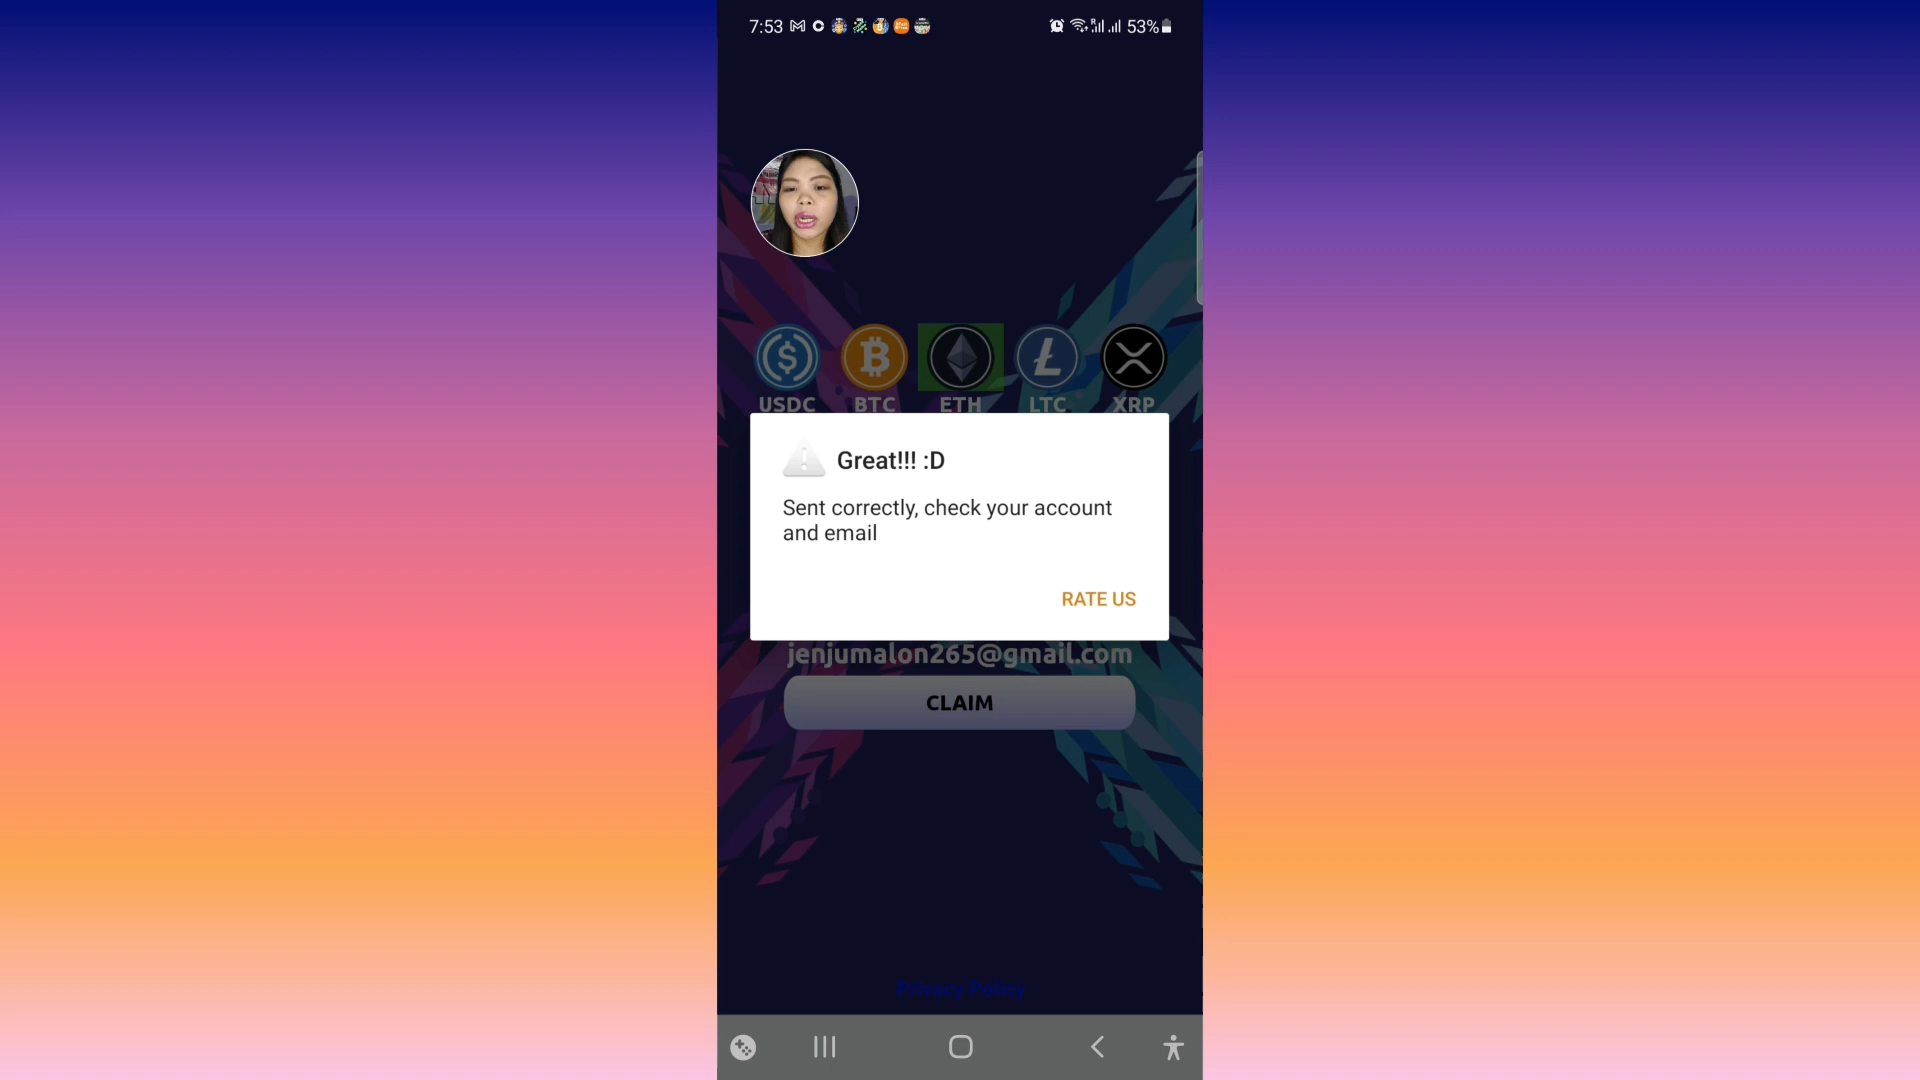 7:53
53%
USDC BTC ETH LTC XRP
Great!!! :D
Sent correctly, check your account
and email
RATE US
jenjumalon265@gmail.com
CLAIM
Privacy Policy